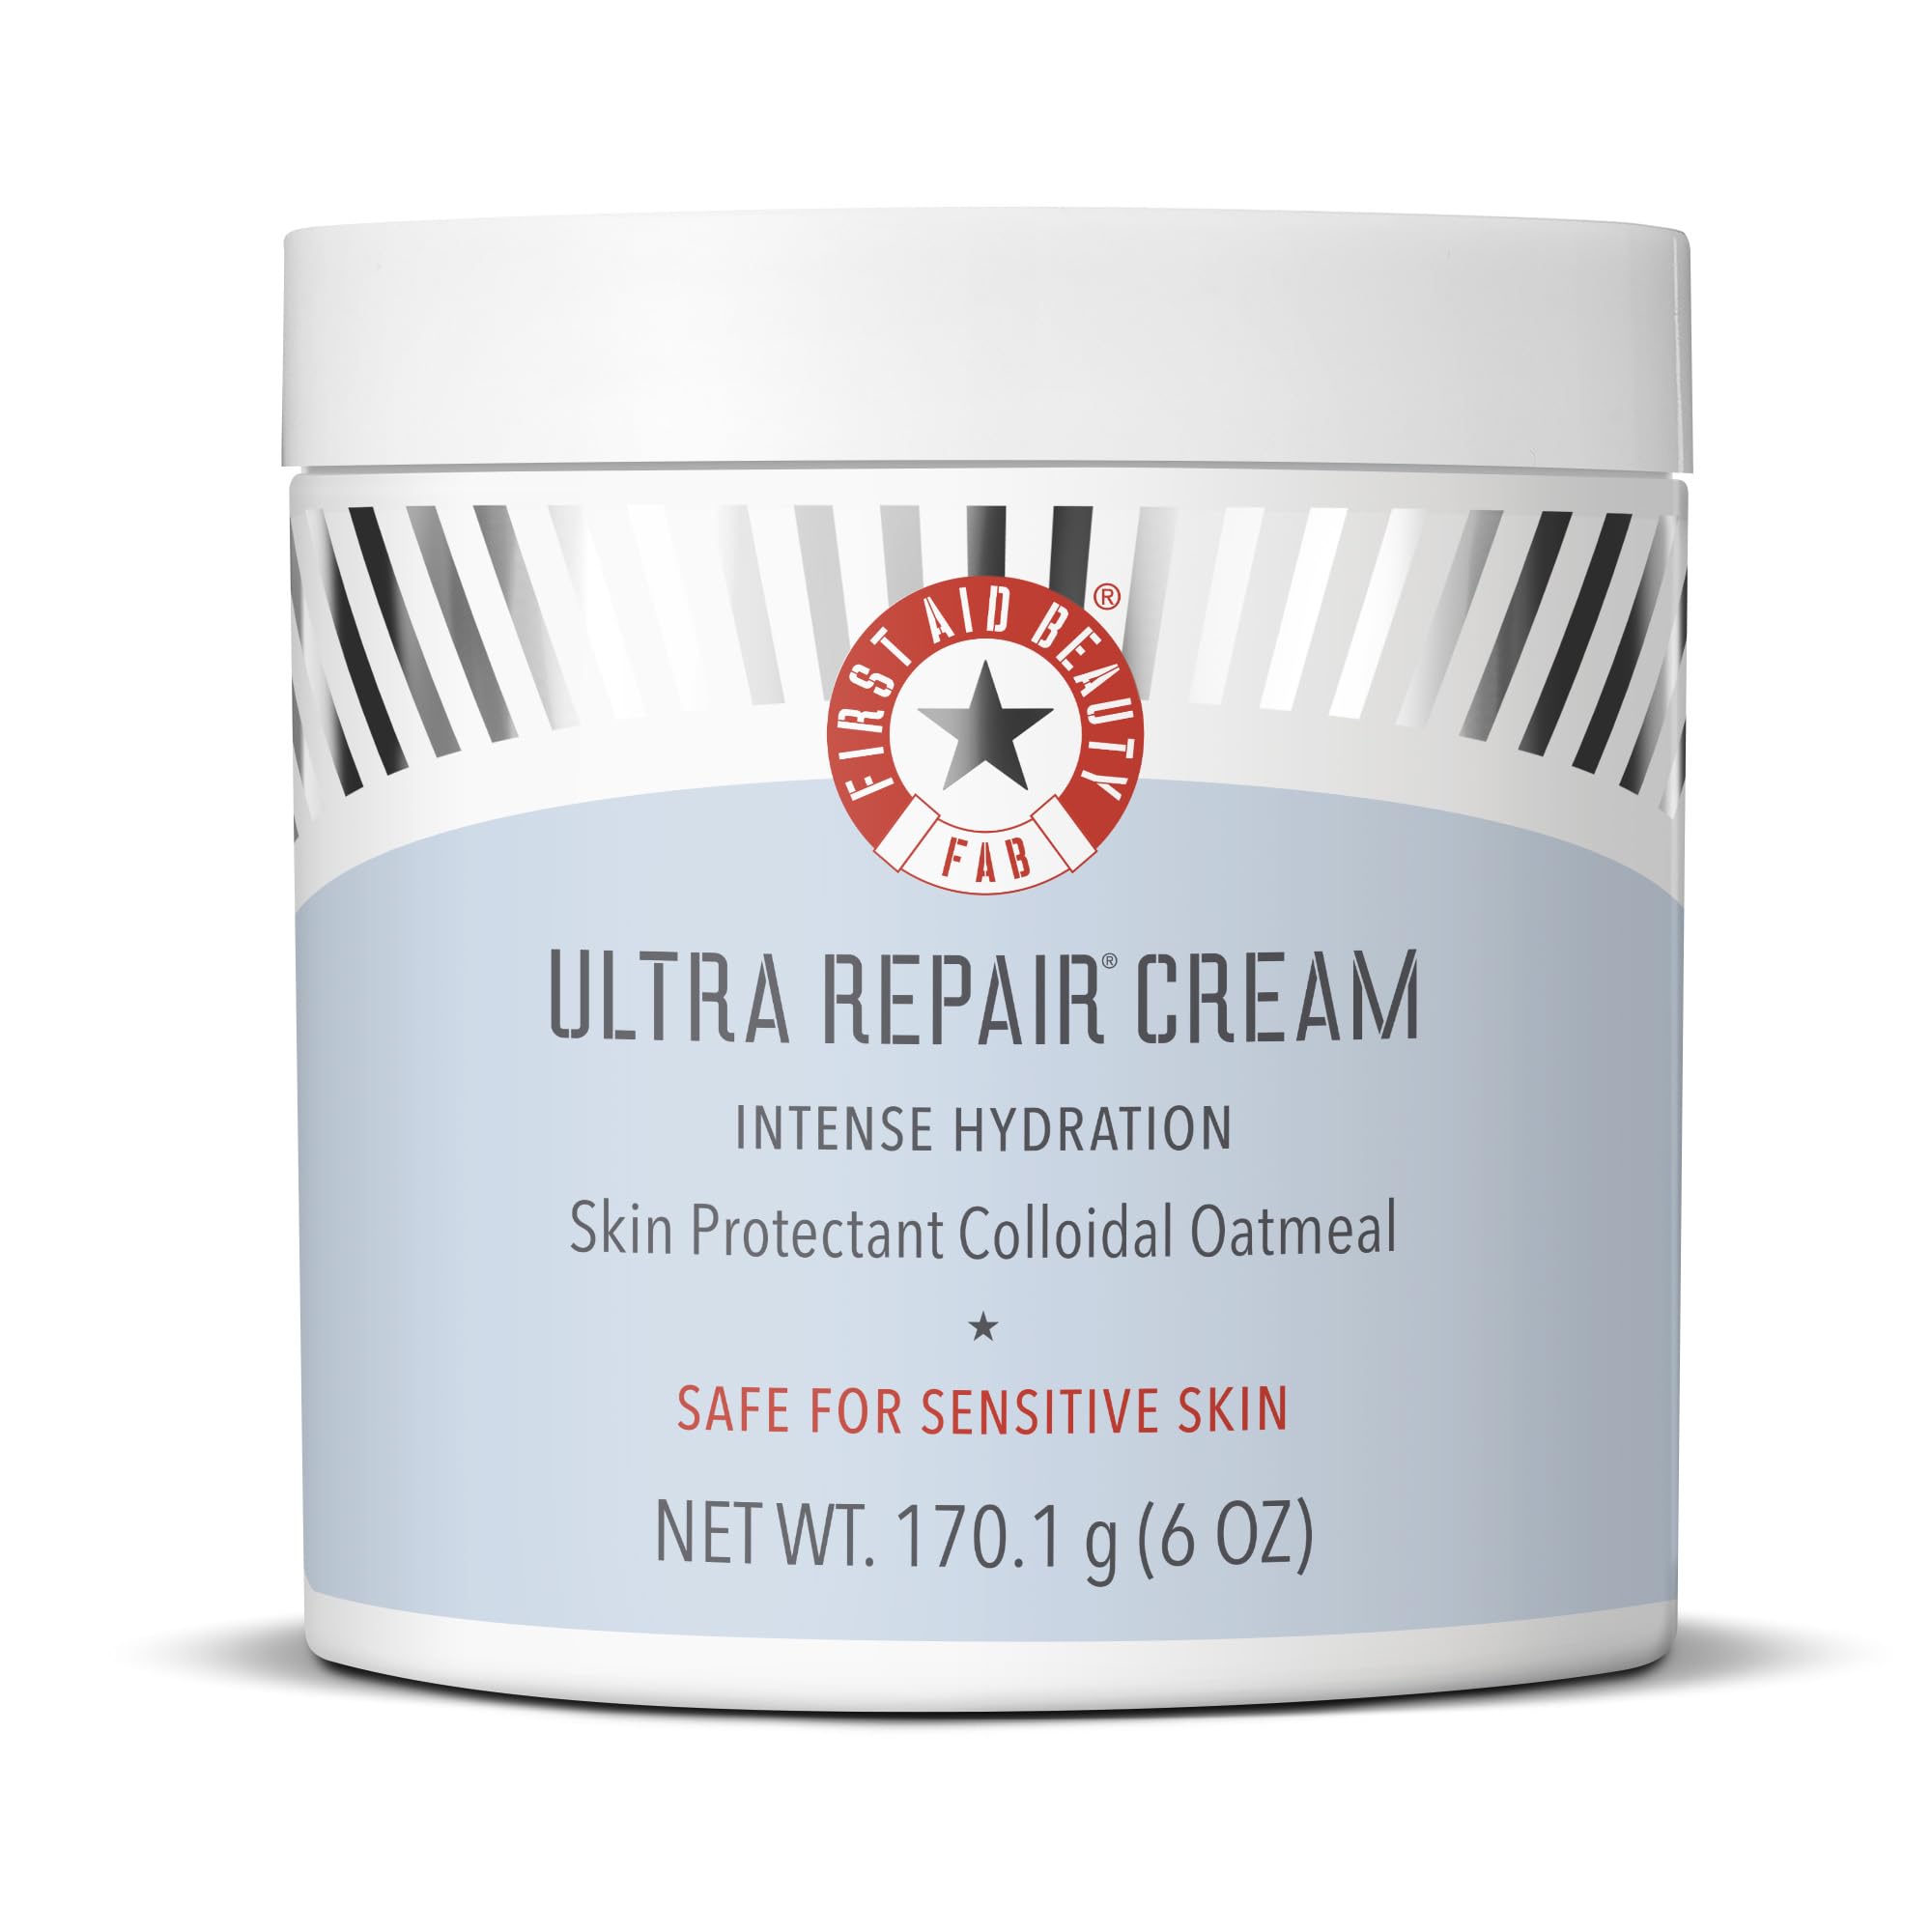 FIRST AID BEAUTY®
FAB
ULTRA REPAIR® CREAM
INTENSE HYDRATION
Skin Protectant Colloidal Oatmeal
SAFE FOR SENSITIVE SKIN
NET WT. 170.1 g (6 OZ)